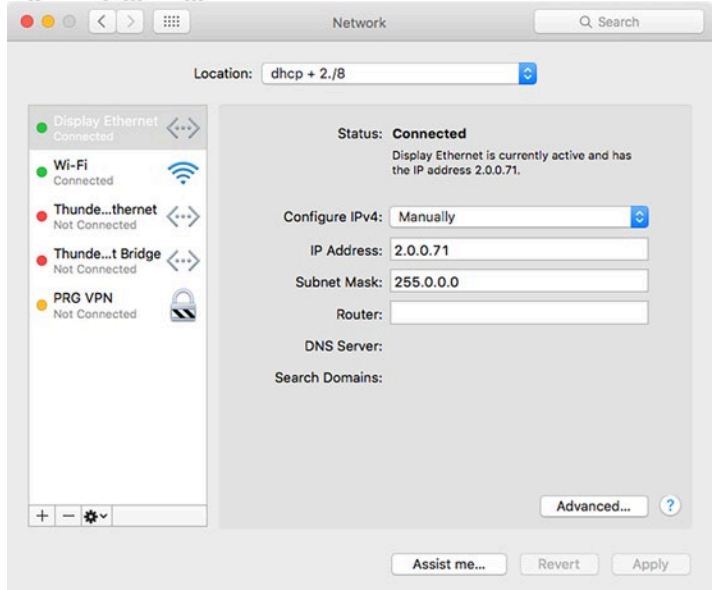 Network
Search
Location: dhcp + 2./8
Display Ethernet
Connected
Wi-Fi
Connected
Thunde...thernet
Not Connected
Thunde...t Bridge
Not Connected
PRG VPN
Not Connected
Status: Connected
Display Ethernet is currently active and has
the IP address 2.0.0.71.
Configure IPv4: Manually
IP Address: 2.0.0.71
Subnet Mask: 255.0.0.0
Router:
DNS Server:
Search Domains:
Advanced... ?
Assist me... Revert Apply